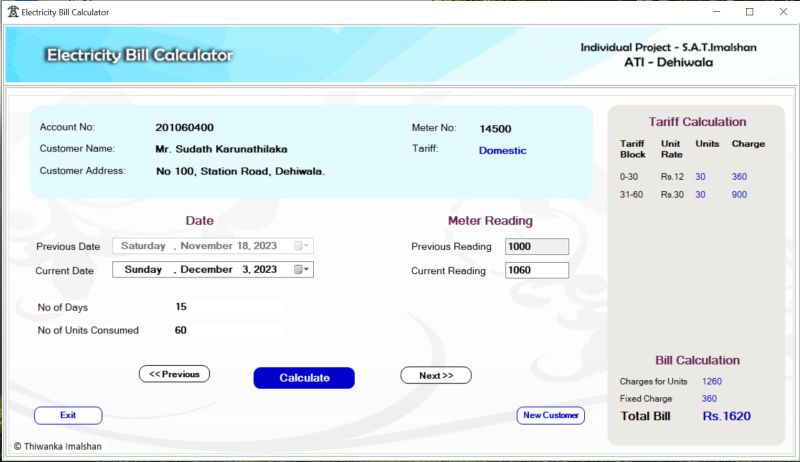 Electricity Bill Calculator
Electricity Bill Calculator
Individual Project - S.A.T.Imalshan
ATI - Dehiwala
Account No: 201060400 Meter No: 14500
Customer Name: Mr. Sudath Karunathilaka Tariff: Domestic
Customer Address: No 100, Station Road, Dehiwala.
Date
Previous Date Saturday , November 18, 2023
Current Date Sunday , December 3, 2023
No of Days 15
No of Units Consumed 60
Meter Reading
Previous Reading 1000
Current Reading 1060
<< Previous Calculate Next >>
Exit New Customer
© Thiwanka Imalshan
Tariff Calculation
Tariff Block Unit Rate Units Charge
0-30 Rs.12 30 360
31-60 Rs.30 30 900
Bill Calculation
Charges for Units 1260
Fixed Charge 360
Total Bill Rs.1620